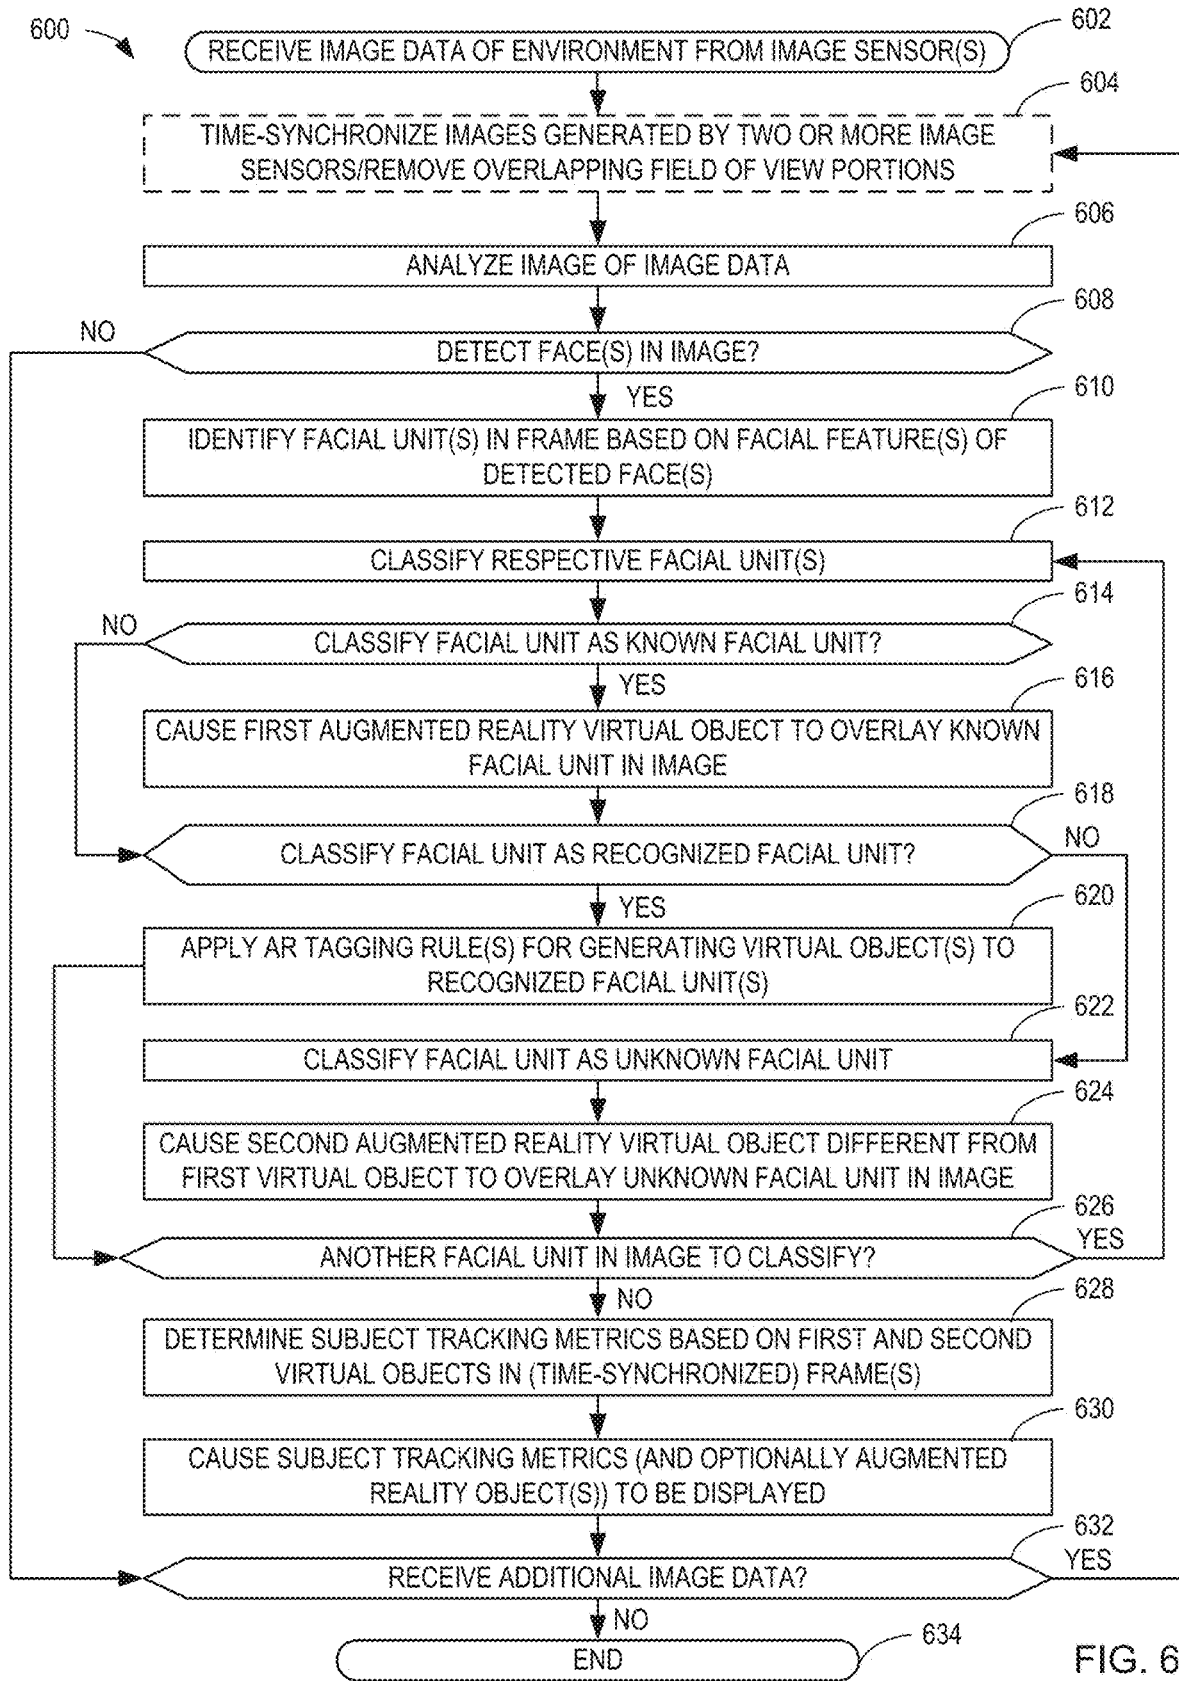 600
602
RECEIVE IMAGE DATA OF ENVIRONMENT FROM IMAGE SENSOR(S)
604
TIME-SYNCHRONIZE IMAGES GENERATED BY TWO OR MORE IMAGE
SENSORS/REMOVE OVERLAPPING FIELD OF VIEW PORTIONS
606
ANALYZE IMAGE OF IMAGE DATA
608
NO
DETECT FACE(S) IN IMAGE?
YES
610
IDENTIFY FACIAL UNIT(S) IN FRAME BASED ON FACIAL FEATURE(S) OF
DETECTED FACE(S)
612
CLASSIFY RESPECTIVE FACIAL UNIT(S)
614
NO
CLASSIFY FACIAL UNIT AS KNOWN FACIAL UNIT?
YES
616
CAUSE FIRST AUGMENTED REALITY VIRTUAL OBJECT TO OVERLAY KNOWN
FACIAL UNIT IN IMAGE
618
CLASSIFY FACIAL UNIT AS RECOGNIZED FACIAL UNIT?
NO
YES
620
APPLY AR TAGGING RULE(S) FOR GENERATING VIRTUAL OBJECT(S) TO
RECOGNIZED FACIAL UNIT(S)
622
CLASSIFY FACIAL UNIT AS UNKNOWN FACIAL UNIT
624
CAUSE SECOND AUGMENTED REALITY VIRTUAL OBJECT DIFFERENT FROM
FIRST VIRTUAL OBJECT TO OVERLAY UNKNOWN FACIAL UNIT IN IMAGE
626
ANOTHER FACIAL UNIT IN IMAGE TO CLASSIFY?
YES
NO
628
DETERMINE SUBJECT TRACKING METRICS BASED ON FIRST AND SECOND
VIRTUAL OBJECTS IN (TIME-SYNCHRONIZED) FRAME(S)
630
CAUSE SUBJECT TRACKING METRICS (AND OPTIONALLY AUGMENTED
REALITY OBJECT(S)) TO BE DISPLAYED
632
RECEIVE ADDITIONAL IMAGE DATA?
YES
NO
634
END
FIG. 6